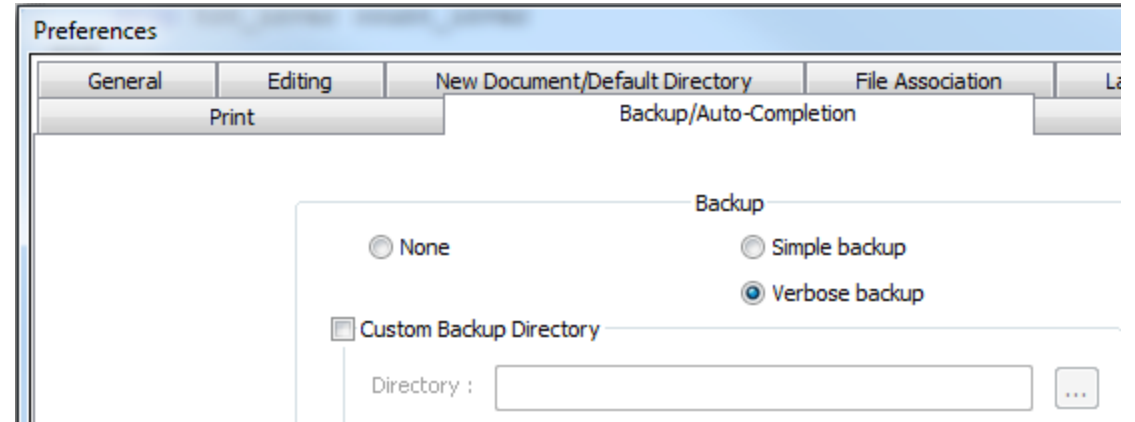 Preferences
General Editing New Document/Default Directory File Association
Print Backup/Auto-Completion
Backup
None Simple backup
Verbose backup
Custom Backup Directory
Directory :
...